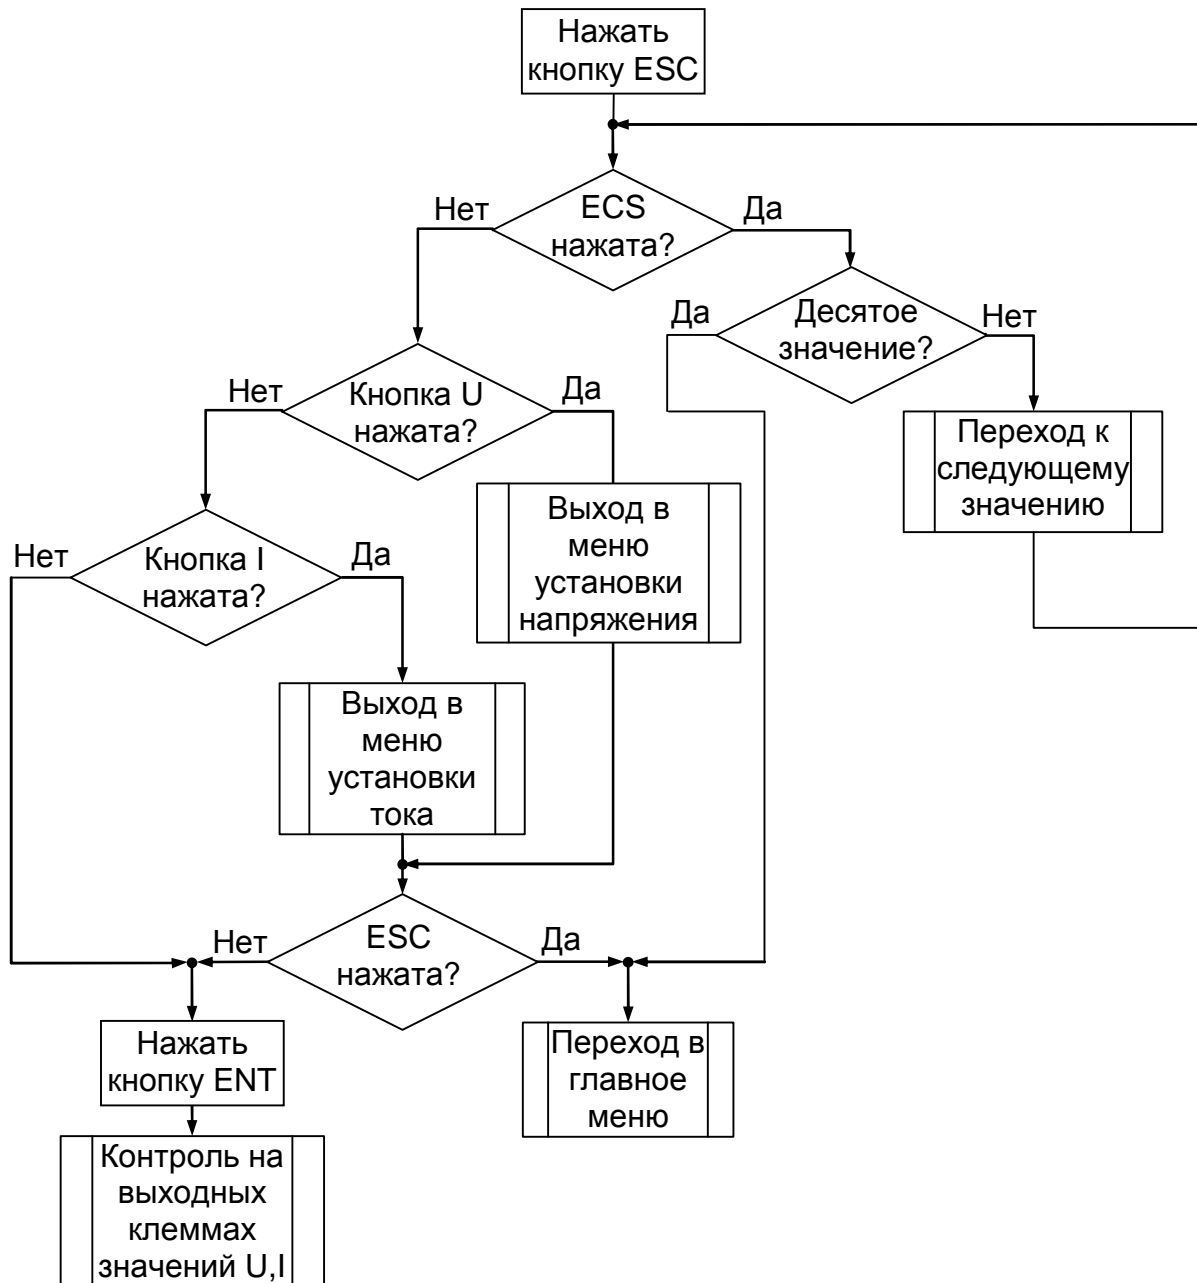 Нажать
кнопку ESC
Нет
ECS
нажата?
Да
Да
Десятое
значение?
Нет
Нет
Кнопка U
нажата?
Да
Переход к
следующему
значению
Выход в
меню
установки
напряжения
Нет
Кнопка I
нажата?
Да
Выход в
меню
установки
тока
Нет
ESC
нажата?
Да
Нажать
кнопку ENT
Переход в
главное
меню
Контроль на
выходных
клеммах
значений U,I